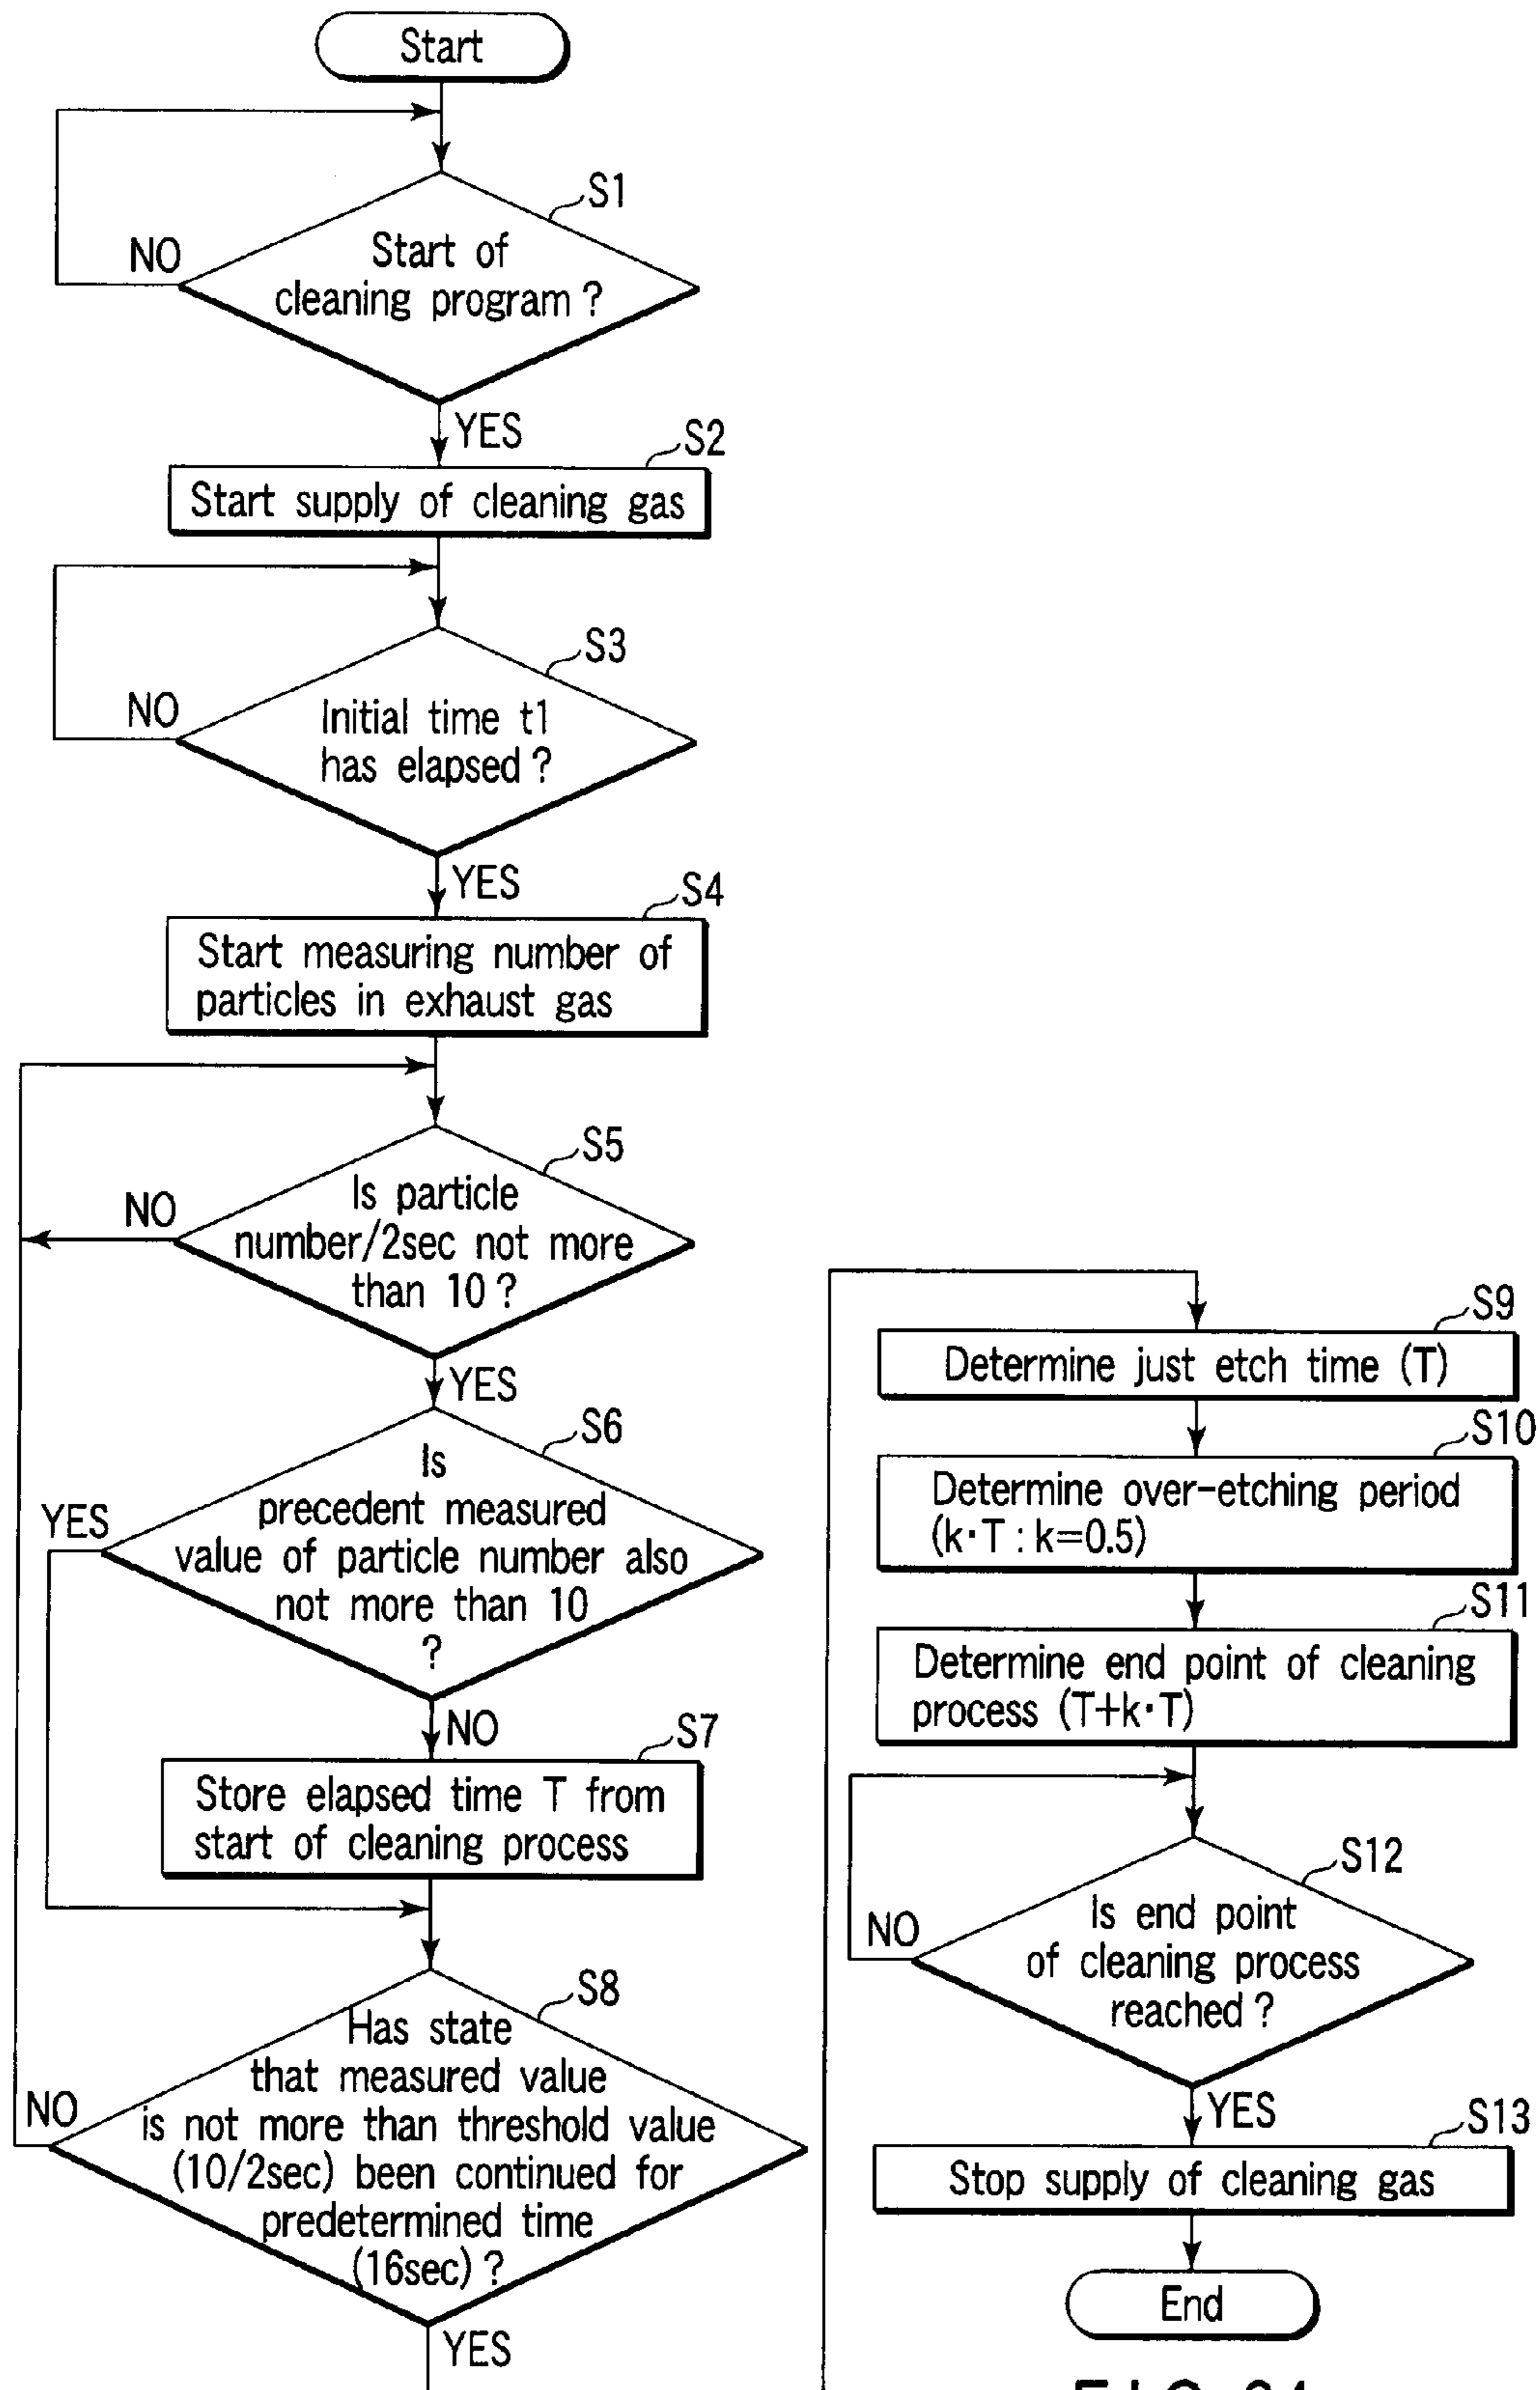 Start
S1
NO
Start of
cleaning program?
YES
S2
Start supply of cleaning gas
S3
NO
Initial time t1
has elapsed?
YES
S4
Start measuring number of
particles in exhaust gas
S5
NO
Is particle
number/2sec not more
than 10?
YES
S6
YES
Is
precedent measured
value of particle number also
not more than 10
?
NO
S7
Store elapsed time T from
start of cleaning process
S8
NO
Has state
that measured value
is not more than threshold value
(10/2sec) been continued for
predetermined time
(16sec)?
YES
S9
Determine just etch time (T)
S10
Determine over-etching period
(k·T : k=0.5)
S11
Determine end point of cleaning
process (T+k·T)
S12
NO
Is end point
of cleaning process
reached?
YES
S13
Stop supply of cleaning gas
End